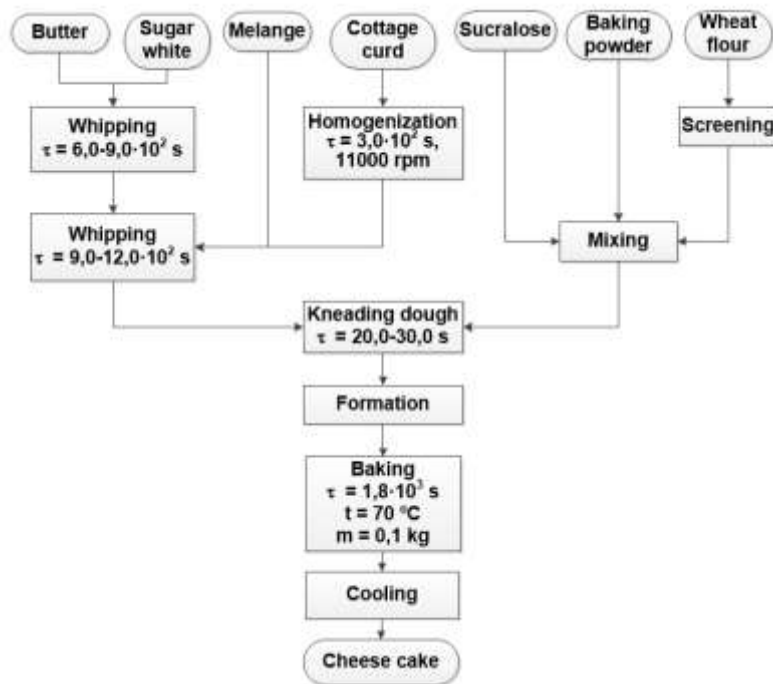 Butter
Sugar
white
Melange
Cottage
curd
Sucralose
Baking
powder
Wheat
flour
Whipping
τ = 6,0-9,0·10² s
Homogenization
τ = 3,0·10² s,
11000 rpm
Screening
Whipping
τ = 9,0-12,0·10² s
Mixing
Kneading dough
τ = 20,0-30,0 s
Formation
Baking
τ = 1,8·10³ s
t = 70 ºC
m = 0,1 kg
Cooling
Cheese cake